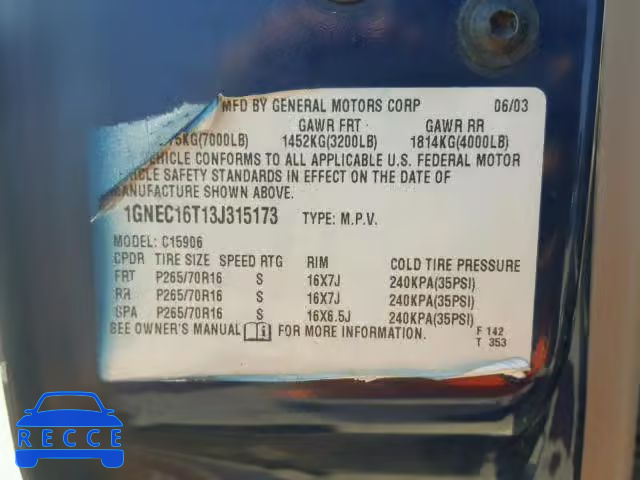 MFD BY GENERAL MOTORS CORP 06/03
GAWR FRT GAWR RR
75KG(7000LB) 1452KG(3200LB) 1814KG(4000LB)
VEHICLE CONFORMS TO ALL APPLICABLE U.S. FEDERAL MOTOR
VEHICLE SAFETY STANDARDS IN EFFECT ON THE DATE OF
MANUFACTURE SHOWN ABOVE.
1GNEC16T13J315173 TYPE: M.P.V.
MODEL: C15906
CPDR TIRE SIZE SPEED RTG RIM COLD TIRE PRESSURE
FRT P265/70R16 S 16X7J 240KPA(35PSI)
RR P265/70R16 S 16X7J 240KPA(35PSI)
SPA P265/70R16 S 16X6.5J 240KPA(35PSI)
SEE OWNER'S MANUAL FOR MORE INFORMATION.
F 142
T 353
RECCE